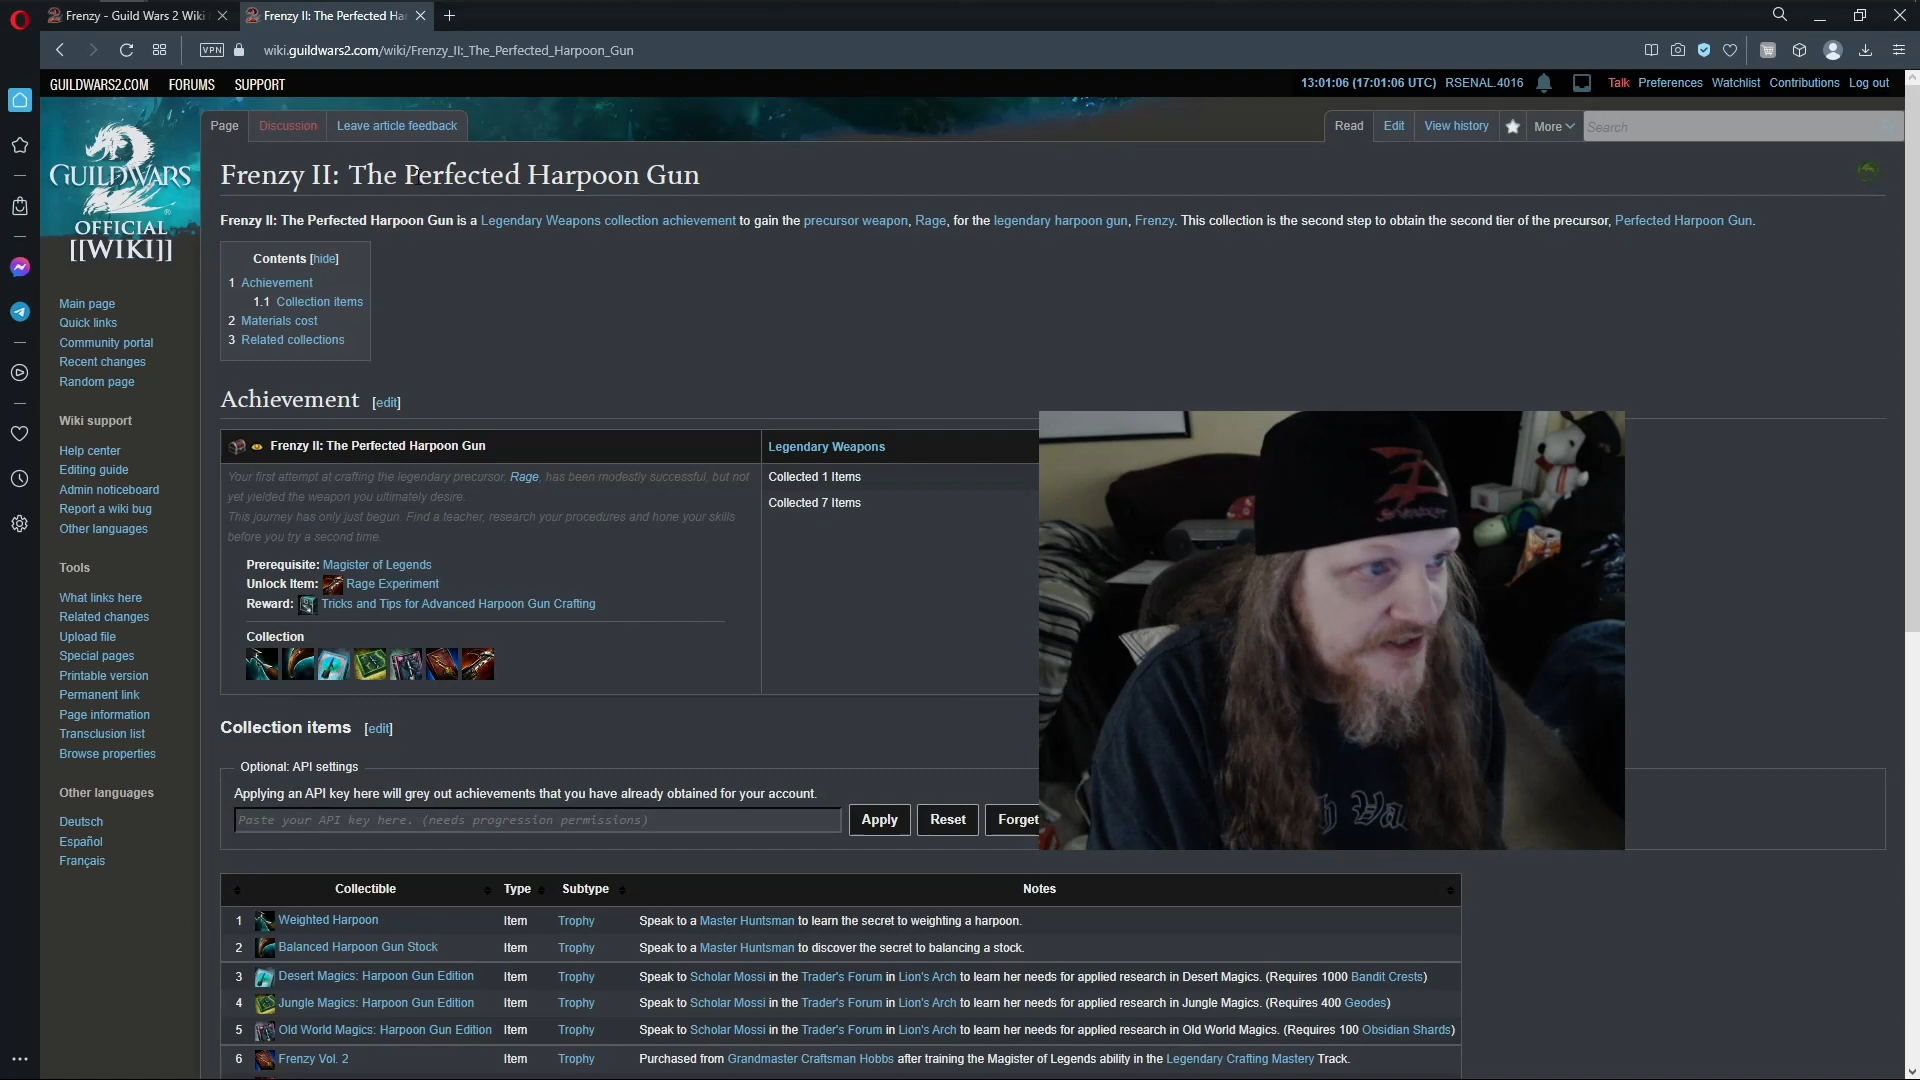 Frenzy - Guild Wars 2 Wiki
Frenzy II: The Perfected Ha
VPN
wiki.guildwars2.com/wiki/Frenzy_II:_The_Perfected_Harpoon_Gun
GUILDWARS2.COM FORUMS SUPPORT
13:01:06 (17:01:06 UTC) RSENAL.4016 Talk Preferences Watchlist Contributions Log out
Page Discussion Leave article feedback
Read Edit View history More Search
GUILDWARS 2
OFFICIAL
[[WIKI]]
Main page
Quick links
Community portal
Recent changes
Random page
Wiki support
Help center
Editing guide
Admin noticeboard
Report a wiki bug
Other languages
Tools
What links here
Related changes
Upload file
Special pages
Printable version
Permanent link
Page information
Transclusion list
Browse properties
Other languages
Deutsch
Español
Français
Frenzy II: The Perfected Harpoon Gun
Frenzy II: The Perfected Harpoon Gun is a Legendary Weapons collection achievement to gain the precursor weapon, Rage, for the legendary harpoon gun, Frenzy. This collection is the second step to obtain the second tier of the precursor, Perfected Harpoon Gun.
Contents [hide]
1 Achievement
1.1 Collection items
2 Materials cost
3 Related collections
Achievement [edit]
Frenzy II: The Perfected Harpoon Gun
Legendary Weapons
Your first attempt at crafting the legendary precursor, Rage, has been modestly successful, but not
yet yielded the weapon you ultimately desire.
This journey has only just begun. Find a teacher, research your procedures and hone your skills
before you try a second time.
Collected 1 Items
Collected 7 Items
Prerequisite: Magister of Legends
Unlock Item: Rage Experiment
Reward: Tricks and Tips for Advanced Harpoon Gun Crafting
Collection
Collection items [edit]
Optional: API settings
Applying an API key here will grey out achievements that you have already obtained for your account.
Paste your API key here. (needs progression permissions) Apply Reset Forget
Collectible Type Subtype Notes
1 Weighted Harpoon Item Trophy Speak to a Master Huntsman to learn the secret to weighting a harpoon.
2 Balanced Harpoon Gun Stock Item Trophy Speak to a Master Huntsman to discover the secret to balancing a stock.
3 Desert Magics: Harpoon Gun Edition Item Trophy Speak to Scholar Mossi in the Trader's Forum in Lion's Arch to learn her needs for applied research in Desert Magics. (Requires 1000 Bandit Crests)
4 Jungle Magics: Harpoon Gun Edition Item Trophy Speak to Scholar Mossi in the Trader's Forum in Lion's Arch to learn her needs for applied research in Jungle Magics. (Requires 400 Geodes)
5 Old World Magics: Harpoon Gun Edition Item Trophy Speak to Scholar Mossi in the Trader's Forum in Lion's Arch to learn her needs for applied research in Old World Magics. (Requires 100 Obsidian Shards)
6 Frenzy Vol. 2 Item Trophy Purchased from Grandmaster Craftsman Hobbs after training the Magister of Legends ability in the Legendary Crafting Mastery Track.